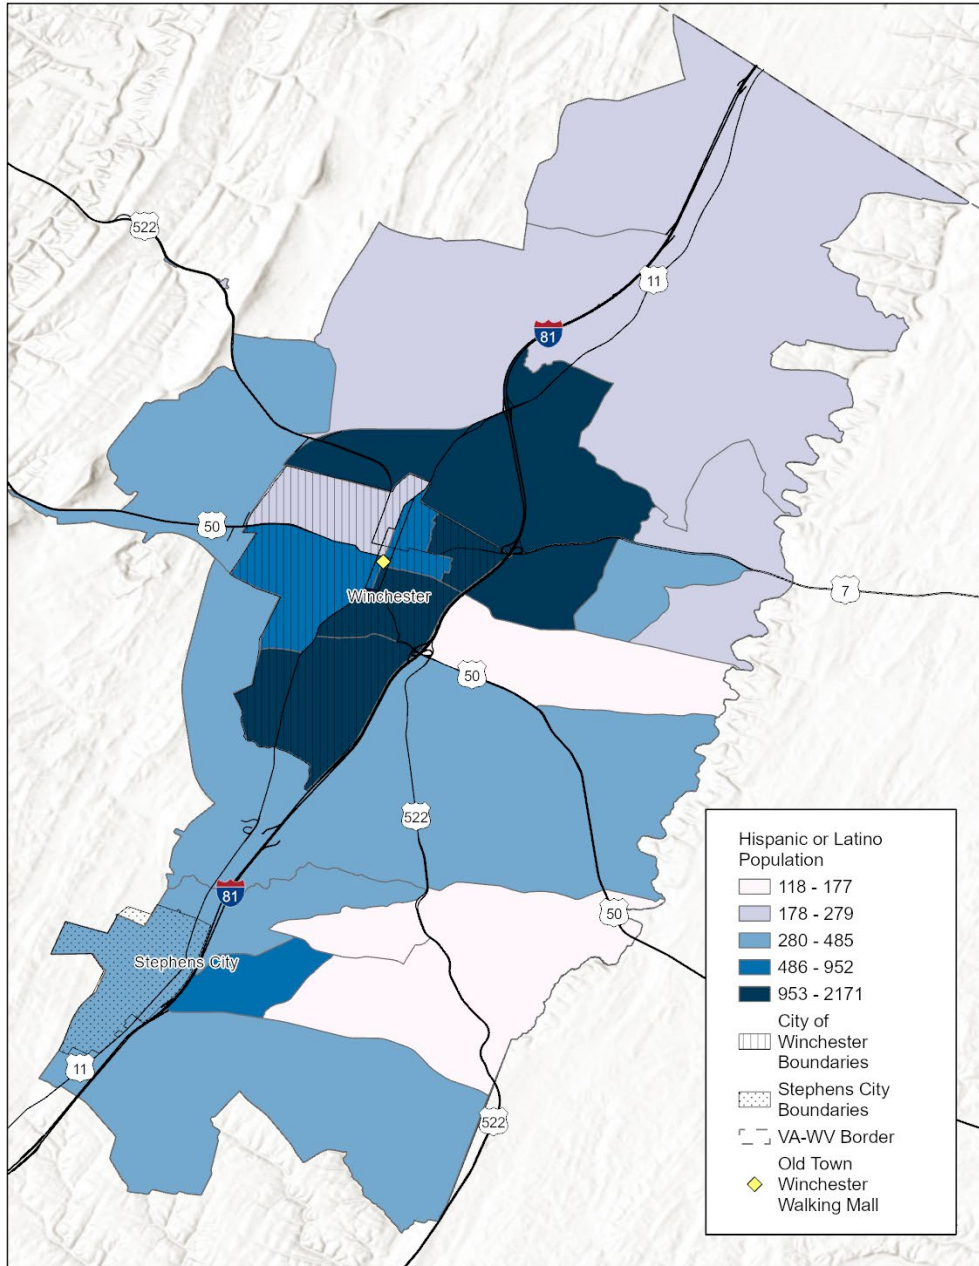 522
11
81
50
Winchester
7
50
522
81
50
Stephens City
11
522
Hispanic or Latino
Population
118 - 177
178 - 279
280 - 485
486 - 952
953 - 2171
City of
Winchester
Boundaries
Stephens City
Boundaries
VA-WV Border
Old Town
Winchester
Walking Mall